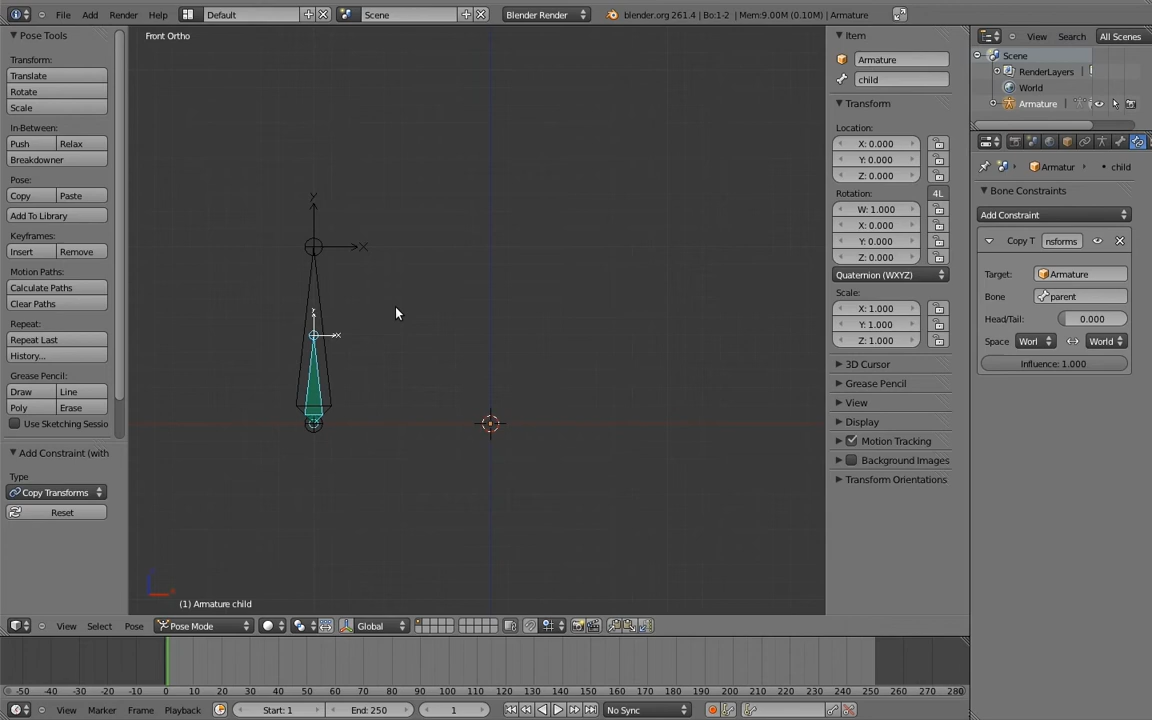 File Add Render Help Default Scene Blender Render blender.org 261.4 | Bo:1-2 | Mem:9.00M (0.10M) | Armature
Pose Tools
Transform:
Translate
Rotate
Scale
In-Between:
Push Relax
Breakdowner
Pose:
Copy Paste
Add To Library
Keyframes:
Insert Remove
Motion Paths:
Calculate Paths
Clear Paths
Repeat:
Repeat Last
History...
Grease Pencil:
Draw Line
Poly Erase
Use Sketching Sessio
Add Constraint (with
Type
Copy Transforms
Reset
Front Ortho
Y
X
Y
X
(1) Armature child
Item
Armature
child
Transform
Location:
X: 0.000
Y: 0.000
Z: 0.000
Rotation:
4L
W: 1.000
X: 0.000
Y: 0.000
Z: 0.000
Quaternion (WXYZ)
Scale:
X: 1.000
Y: 1.000
Z: 1.000
3D Cursor
Grease Pencil
View
Display
Motion Tracking
Background Images
Transform Orientations
View Search All Scenes
Scene
RenderLayers
World
Armature
Armatur child
Bone Constraints
Add Constraint
Copy T nsforms
Target: Armature
Bone parent
Head/Tail: 0.000
Space Worl World
Influence: 1.000
View Select Pose Pose Mode Global
-50 -40 -30 -20 -10 0 10 20 30 40 50 60 70 80 90 100 110 120 130 140 150 160 170 180 190 200 210 220 230 240 250 260 270 280
View Marker Frame Playback Start: 1 End: 250 1 No Sync